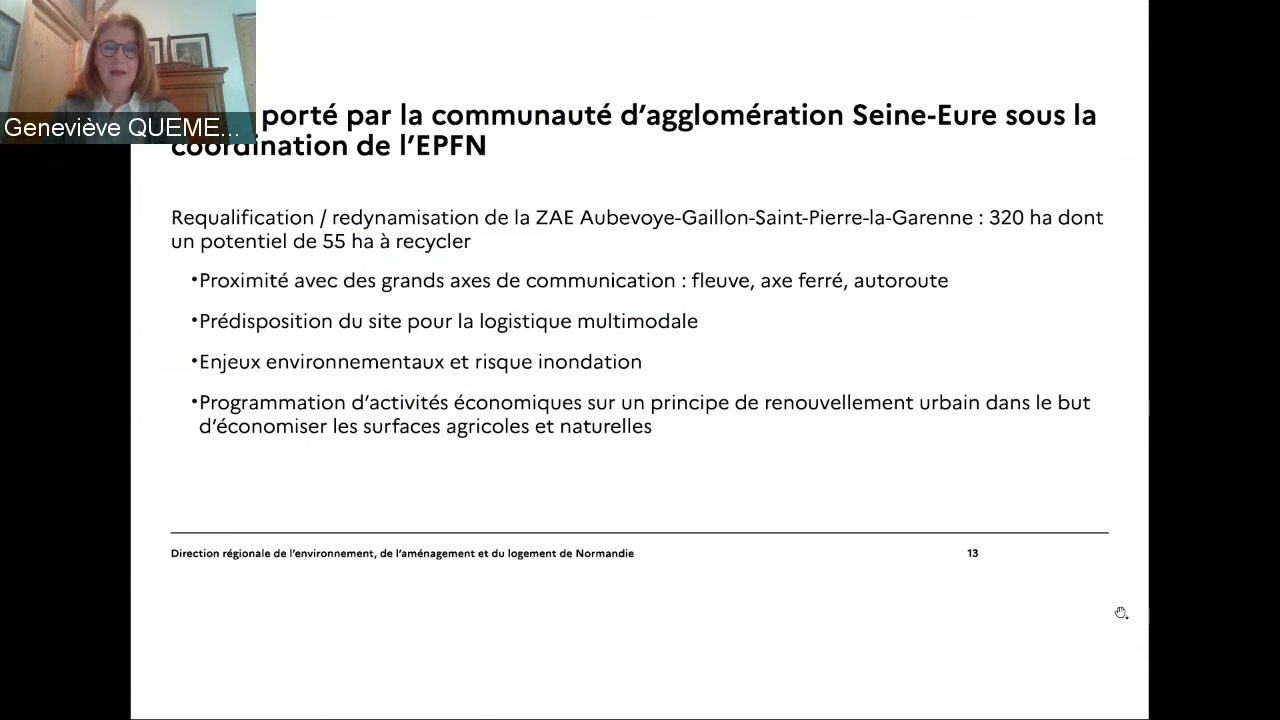 Geneviève QUEME...
porté par la communauté d’agglomération Seine-Eure sous la
coordination de l’EPFN
Requalification / redynamisation de la ZAE Aubevoye-Gaillon-Saint-Pierre-la-Garenne : 320 ha dont
un potentiel de 55 ha à recycler
•Proximité avec des grands axes de communication : fleuve, axe ferré, autoroute
•Prédisposition du site pour la logistique multimodale
•Enjeux environnementaux et risque inondation
•Programmation d’activités économiques sur un principe de renouvellement urbain dans le but
d’économiser les surfaces agricoles et naturelles
Direction régionale de l’environnement, de l’aménagement et du logement de Normandie
13